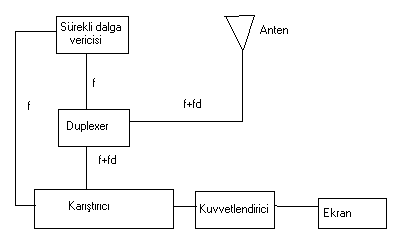 Sürekli dalga
vericisi
Anten
f
f
f+fd
Duplexer
f+fd
Karıştırıcı
Kuvvetlendirici
Ekran